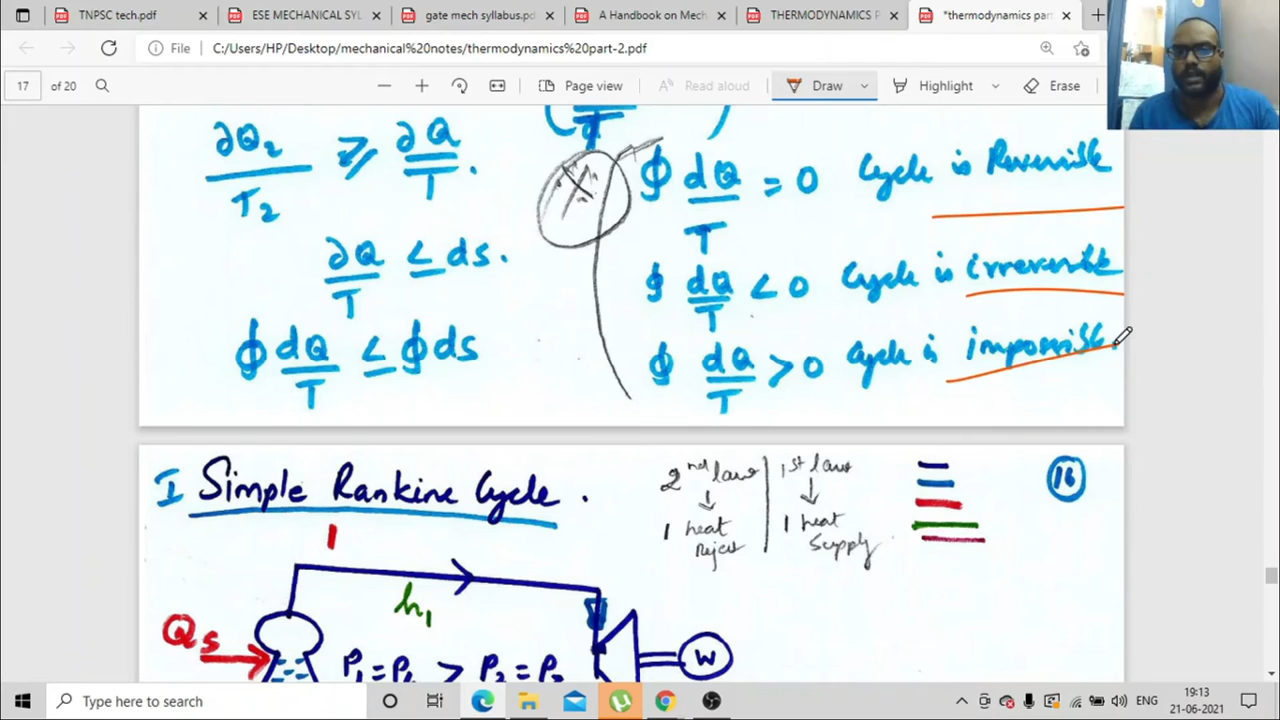 TNPSC tech.pdf
ESE MECHANICAL SYL
gate mech syllabus.pd
A Handbook on Mech
THERMODYNAMICS P
*thermodynamics par
File C:/Users/HP/Desktop/mechanical%20notes/thermodynamics%20part-2.pdf
17 of 20 Page view Read aloud Draw Highlight Erase
∂Q₂/T₂ ≥ ∂Q/T.
∂Q/T ≤ ds.
∮ dQ/T ≤ ∮ ds
∮ dQ/T = 0 Cycle is Reversible
∮ dQ/T < 0 Cycle is irreversible
∮ dQ/T > 0 Cycle is impossible.
I Simple Rankine Cycle .
2nd law
↓
1 heat
Reject
1st law
↓
1 heat
Supply
16
1
h₁
Qs
W
Type here to search
ENG
19:13
21-06-2021